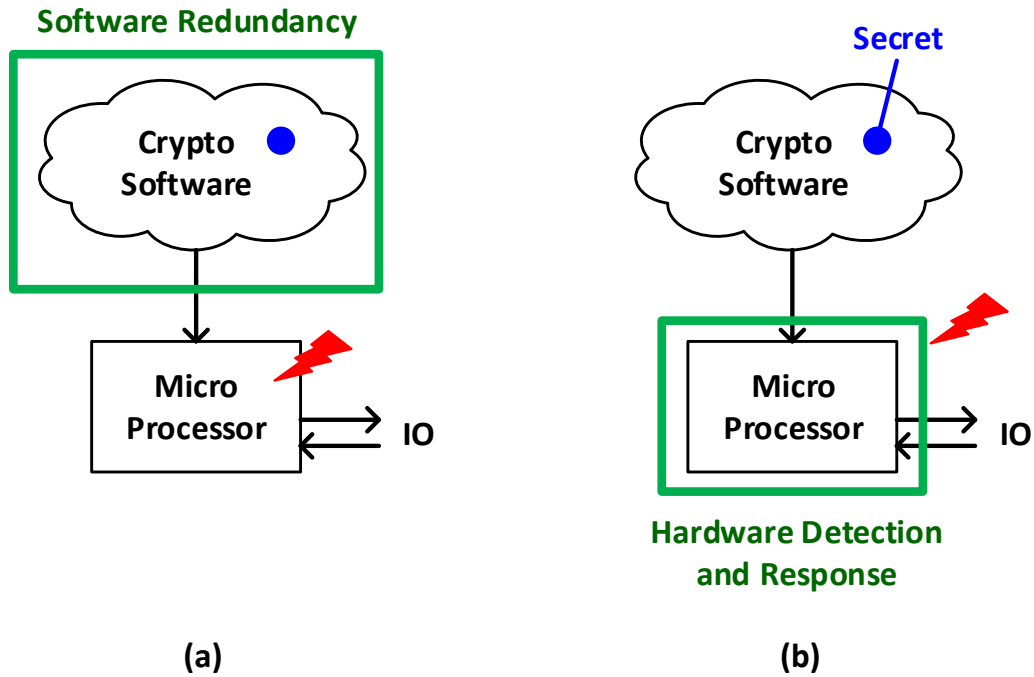 Software Redundancy
Crypto
Software
Micro
Processor
IO
(a)
Secret
Crypto
Software
Micro
Processor
IO
Hardware Detection
and Response
(b)